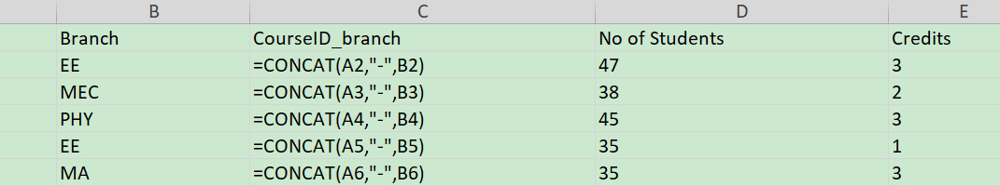 B C D E
Branch CourseID_branch No of Students Credits
EE =CONCAT(A2,"-",B2) 47 3
MEC =CONCAT(A3,"-",B3) 38 2
PHY =CONCAT(A4,"-",B4) 45 3
EE =CONCAT(A5,"-",B5) 35 1
MA =CONCAT(A6,"-",B6) 35 3